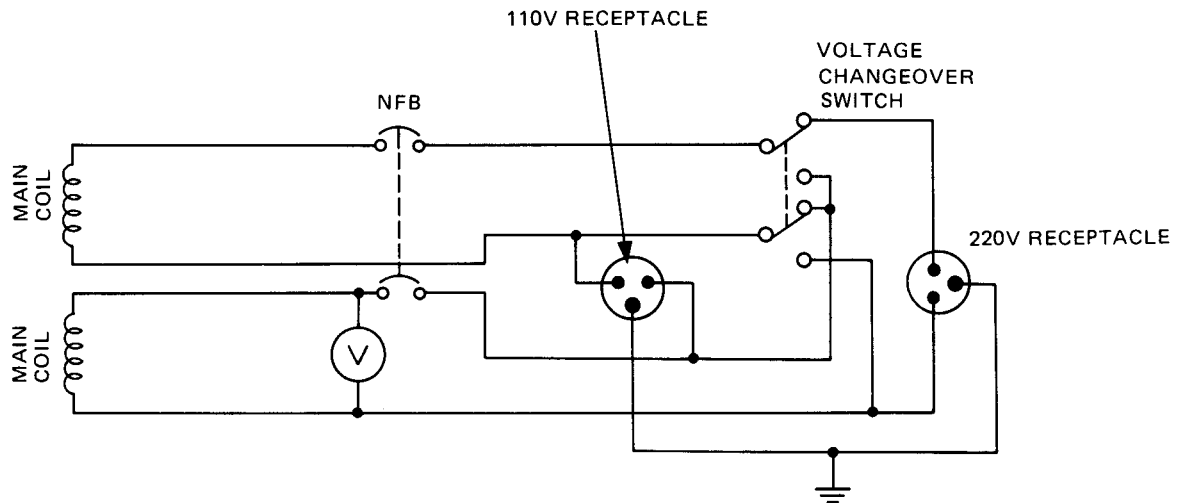 110V RECEPTACLE
VOLTAGE
CHANGEOVER
SWITCH
NFB
MAIN
COIL
220V RECEPTACLE
MAIN
COIL
V